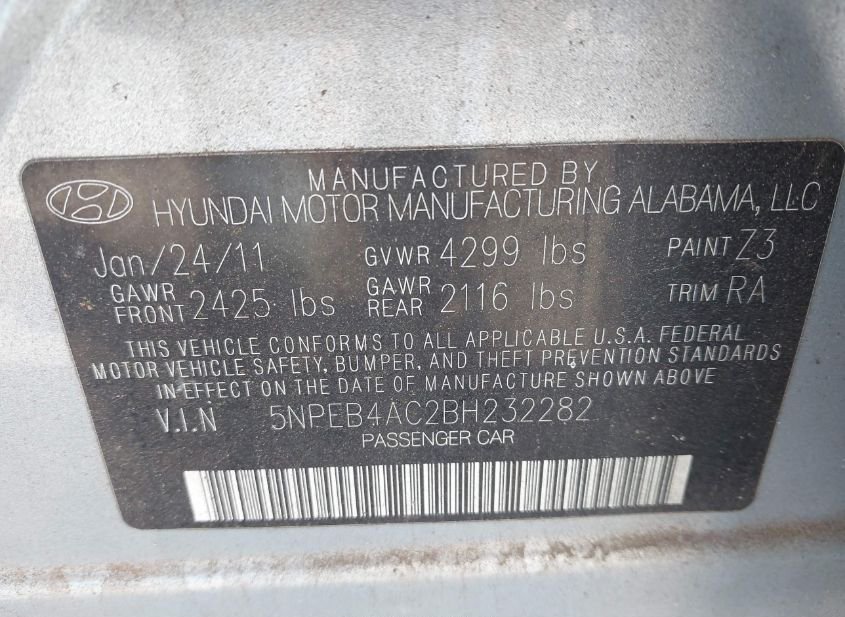 MANUFACTURED BY
HYUNDAI MOTOR MANUFACTURING ALABAMA, LLC
Jan/24/11 GVWR 4299 lbs PAINT Z3
GAWR FRONT 2425 lbs GAWR REAR 2116 lbs TRIM RA
THIS VEHICLE CONFORMS TO ALL APPLICABLE U.S.A. FEDERAL
MOTOR VEHICLE SAFETY, BUMPER, AND THEFT PREVENTION STANDARDS
IN EFFECT ON THE DATE OF MANUFACTURE SHOWN ABOVE
V.I.N 5NPEB4AC2BH232282
PASSENGER CAR